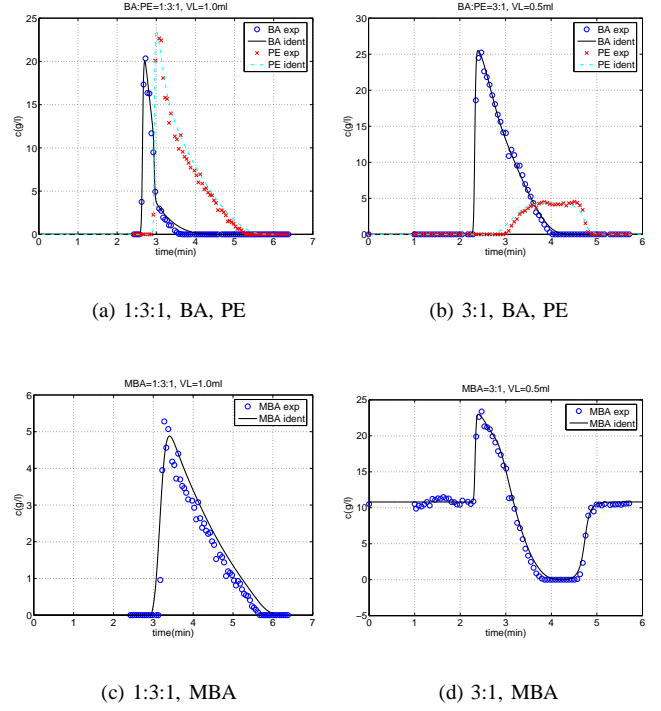 BA:PE=1:3:1, VL=1.0ml
25
20
15
10
5
0
c(g/l)
BA exp
BA ident
PE exp
PE ident
0 1 2 3 4 5 6 7
time(min)
(a) 1:3:1, BA, PE
BA:PE=3:1, VL=0.5ml
30
25
20
15
10
5
0
c(g/l)
BA exp
BA ident
PE exp
PE ident
0 1 2 3 4 5 6
time(min)
(b) 3:1, BA, PE
MBA=1:3:1, VL=1.0ml
6
5
4
3
2
1
0
c(g/l)
MBA exp
MBA ident
0 1 2 3 4 5 6 7
time(min)
(c) 1:3:1, MBA
MBA=3:1, VL=0.5ml
25
20
15
10
5
0
-5
c(g/l)
MBA exp
MBA ident
0 1 2 3 4 5 6
time(min)
(d) 3:1, MBA